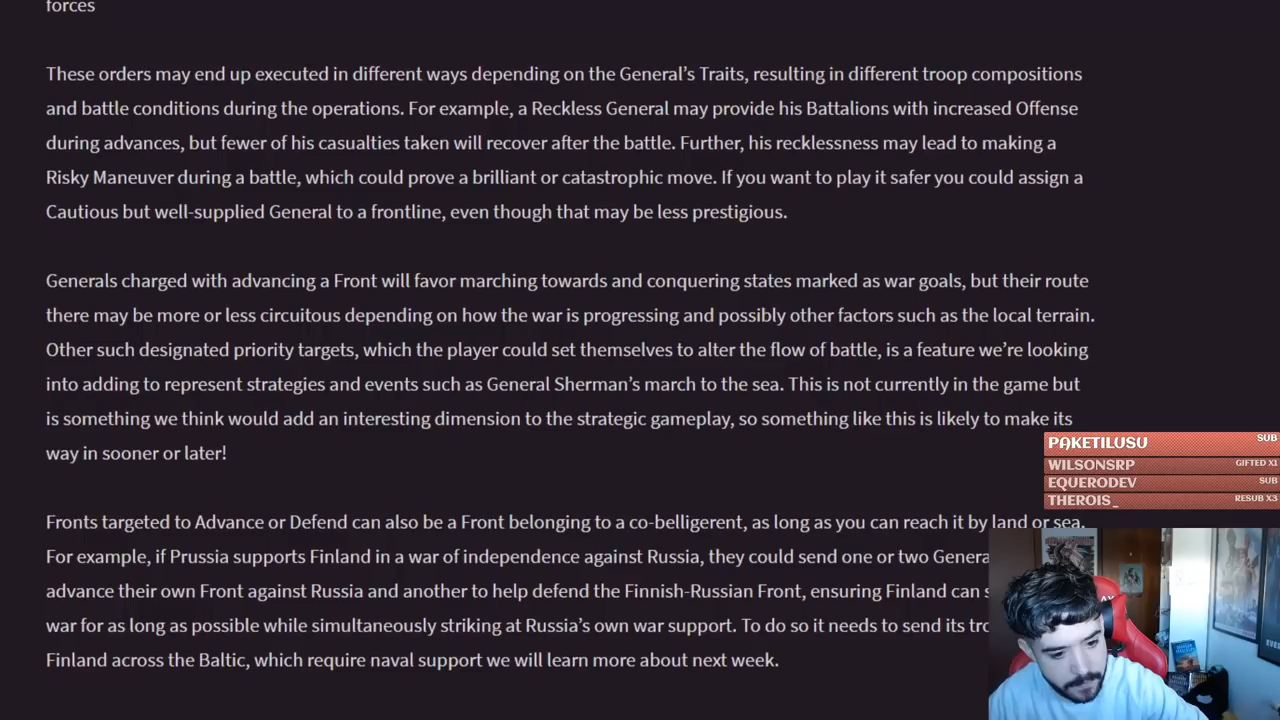 forces
These orders may end up executed in different ways depending on the General's Traits, resulting in different troop compositions
and battle conditions during the operations. For example, a Reckless General may provide his Battalions with increased Offense
during advances, but fewer of his casualties taken will recover after the battle. Further, his recklessness may lead to making a
Risky Maneuver during a battle, which could prove a brilliant or catastrophic move. If you want to play it safer you could assign a
Cautious but well-supplied General to a frontline, even though that may be less prestigious.
Generals charged with advancing a Front will favor marching towards and conquering states marked as war goals, but their route
there may be more or less circuitous depending on how the war is progressing and possibly other factors such as the local terrain.
Other such designated priority targets, which the player could set themselves to alter the flow of battle, is a feature we're looking
into adding to represent strategies and events such as General Sherman's march to the sea. This is not currently in the game but
is something we think would add an interesting dimension to the strategic gameplay, so something like this is likely to make its
way in sooner or later!
Fronts targeted to Advance or Defend can also be a Front belonging to a co-belligerent, as long as you can reach it by land or sea.
For example, if Prussia supports Finland in a war of independence against Russia, they could send one or two
advance their own Front against Russia and another to help defend the Finnish-Russian Front, ensuring Finland can
war for as long as possible while simultaneously striking at Russia's own war support. To do so it needs to send its
Finland across the Baltic, which require naval support we will learn more about next week.
PAKETILUSU SUB
WILSONSRP GIFTED X1
EQUERODEV SUB
THEROIS_ RESUB X3